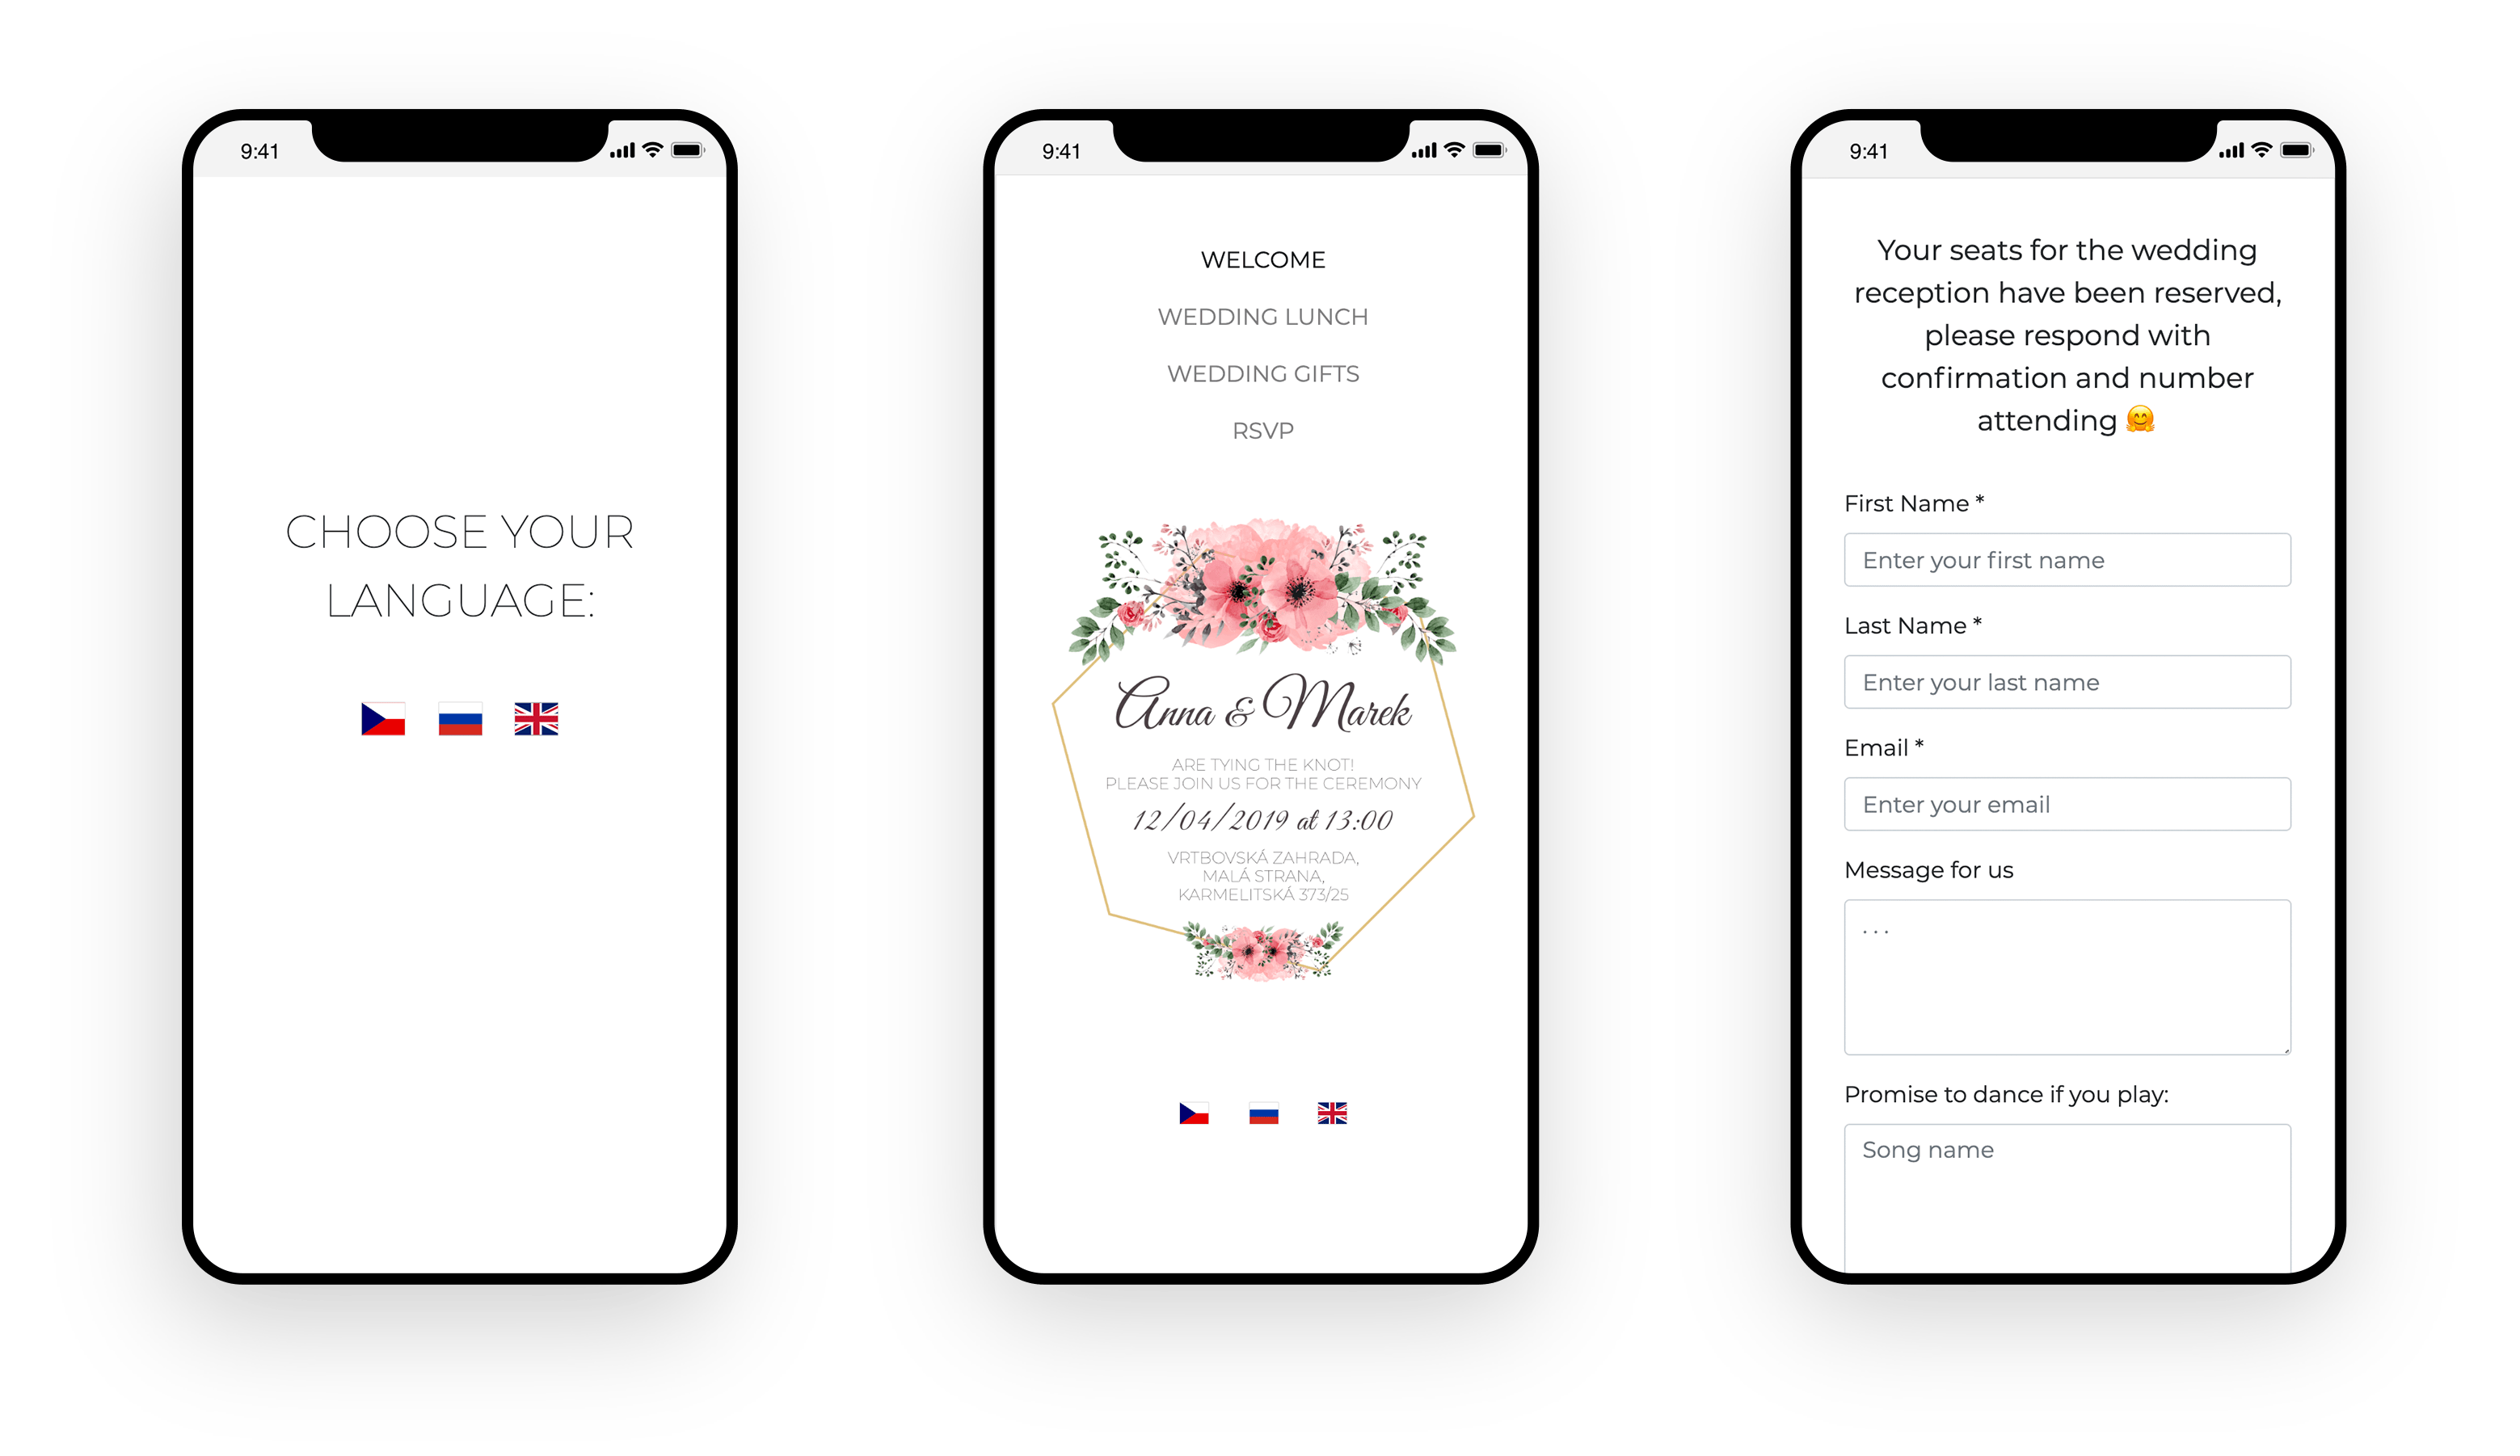 9:41
CHOOSE YOUR
LANGUAGE:
9:41
WELCOME
WEDDING LUNCH
WEDDING GIFTS
RSVP
Anna & Marek
ARE TYING THE KNOT!
PLEASE JOIN US FOR THE CEREMONY
12/04/2019 at 13:00
VRTBOVSKÁ ZAHRADA,
MALÁ STRANA,
KARMELITSKÁ 373/25
9:41
Your seats for the wedding
reception have been reserved,
please respond with
confirmation and number
attending 🤗
First Name *
Enter your first name
Last Name *
Enter your last name
Email *
Enter your email
Message for us
. . .
Promise to dance if you play:
Song name